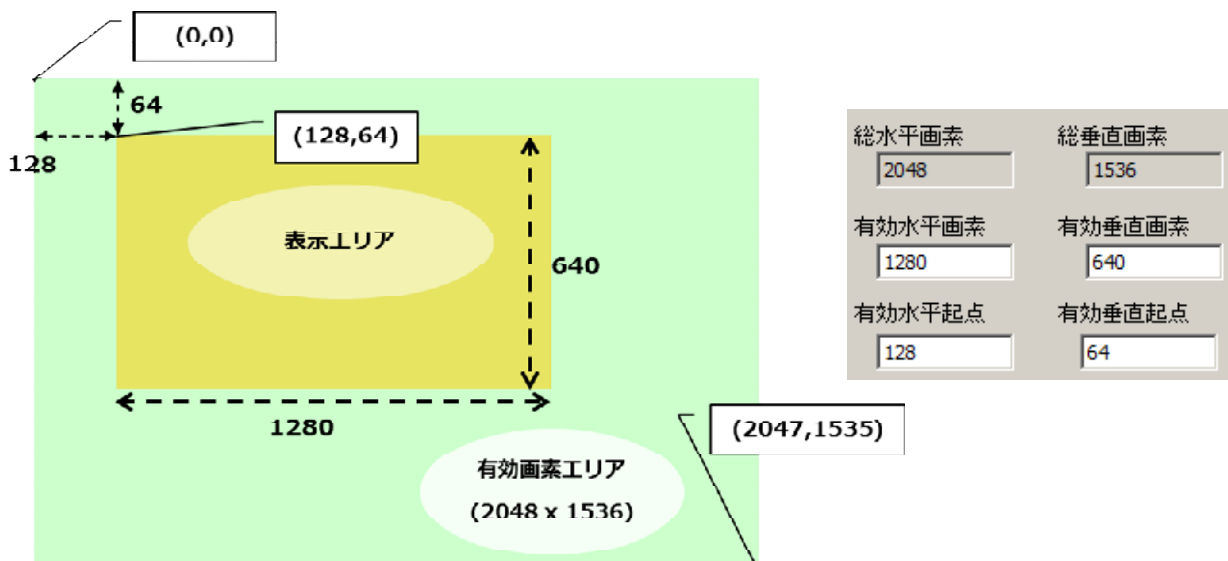 (0,0)
64
(128,64)
128
表示エリア
640
1280
(2047,1535)
有効画素エリア
(2048 x 1536)
総水平画素 総垂直画素
2048 1536
有効水平画素 有効垂直画素
1280 640
有効水平起点 有効垂直起点
128 64